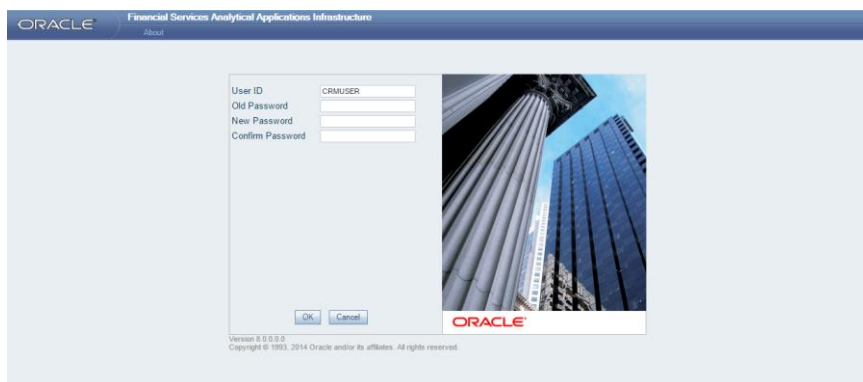 ORACLE
Financial Services Analytical Applications Infrastructure
About
User ID CRMUSER
Old Password
New Password
Confirm Password
OK Cancel
ORACLE
Version 8.0.0.0.0
Copyright © 1993, 2014 Oracle and/or its affiliates. All rights reserved.